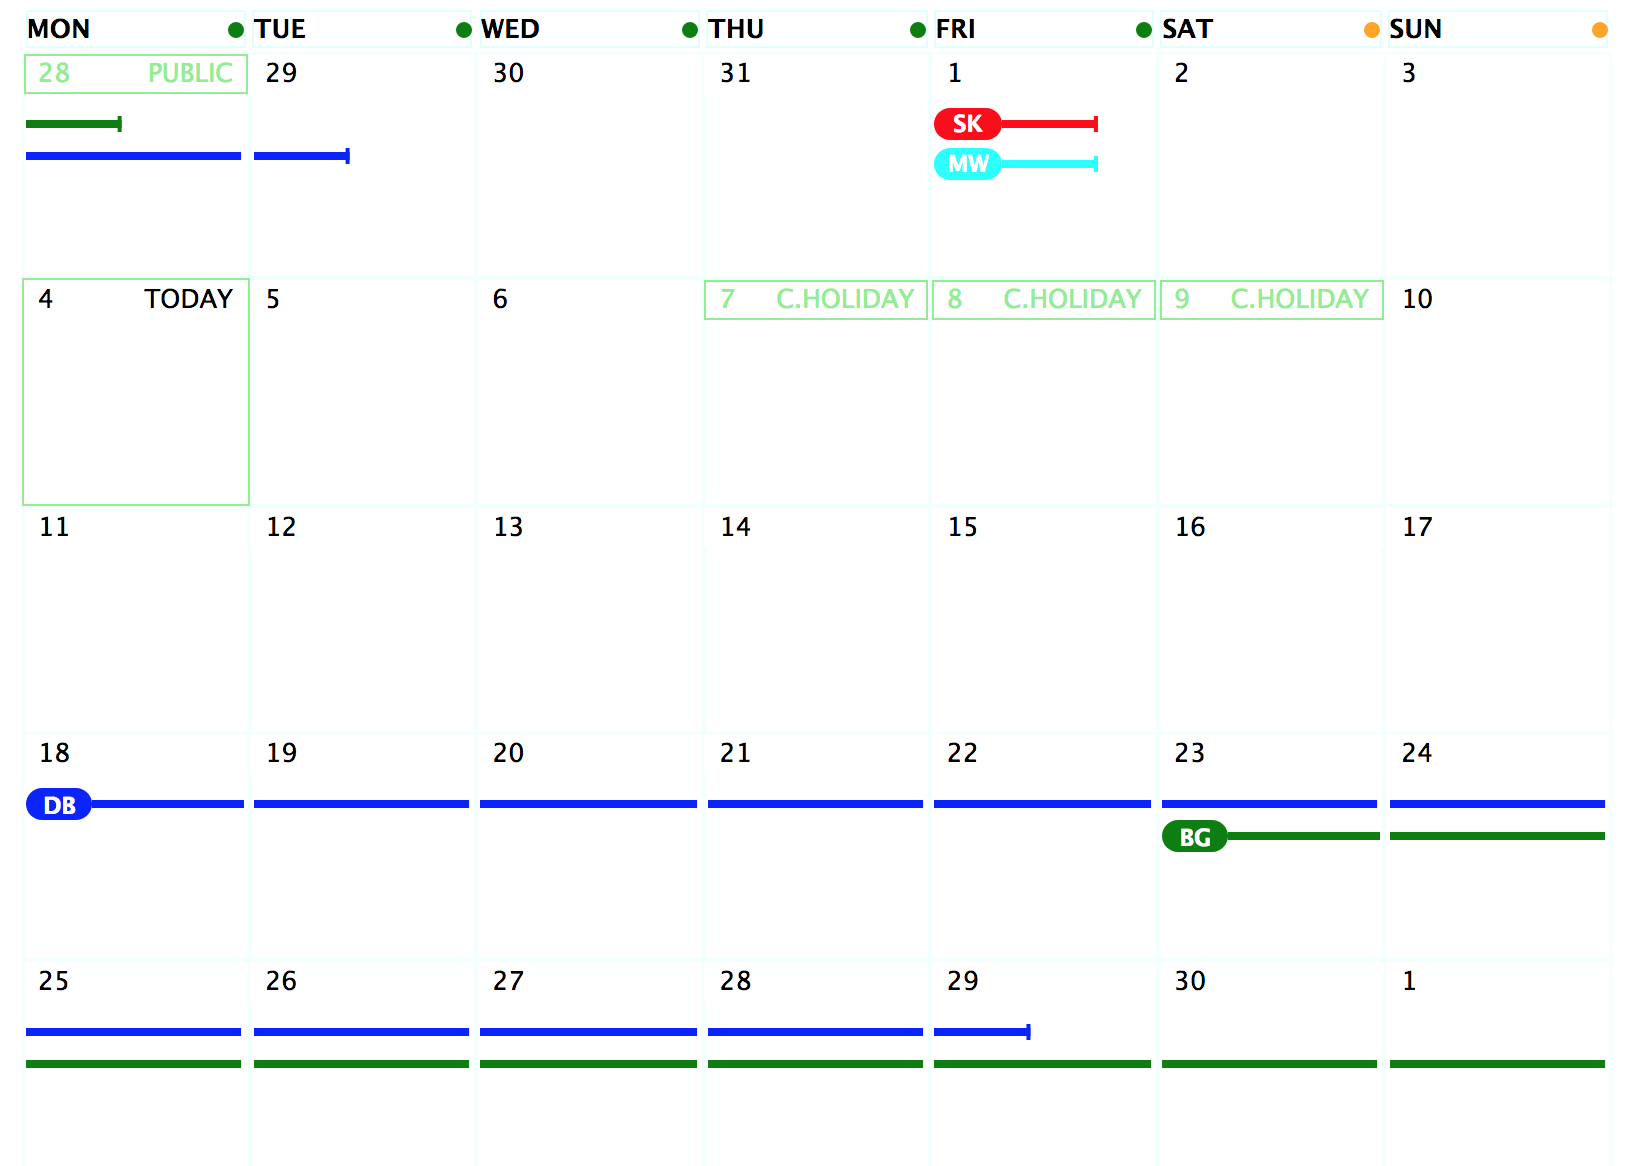 MON TUE WED THU FRI SAT SUN
28 PUBLIC 29 30 31 1 2 3
SK
MW
4 TODAY 5 6 7 C.HOLIDAY 8 C.HOLIDAY 9 C.HOLIDAY 10
11 12 13 14 15 16 17
18 19 20 21 22 23 24
DB
BG
25 26 27 28 29 30 1